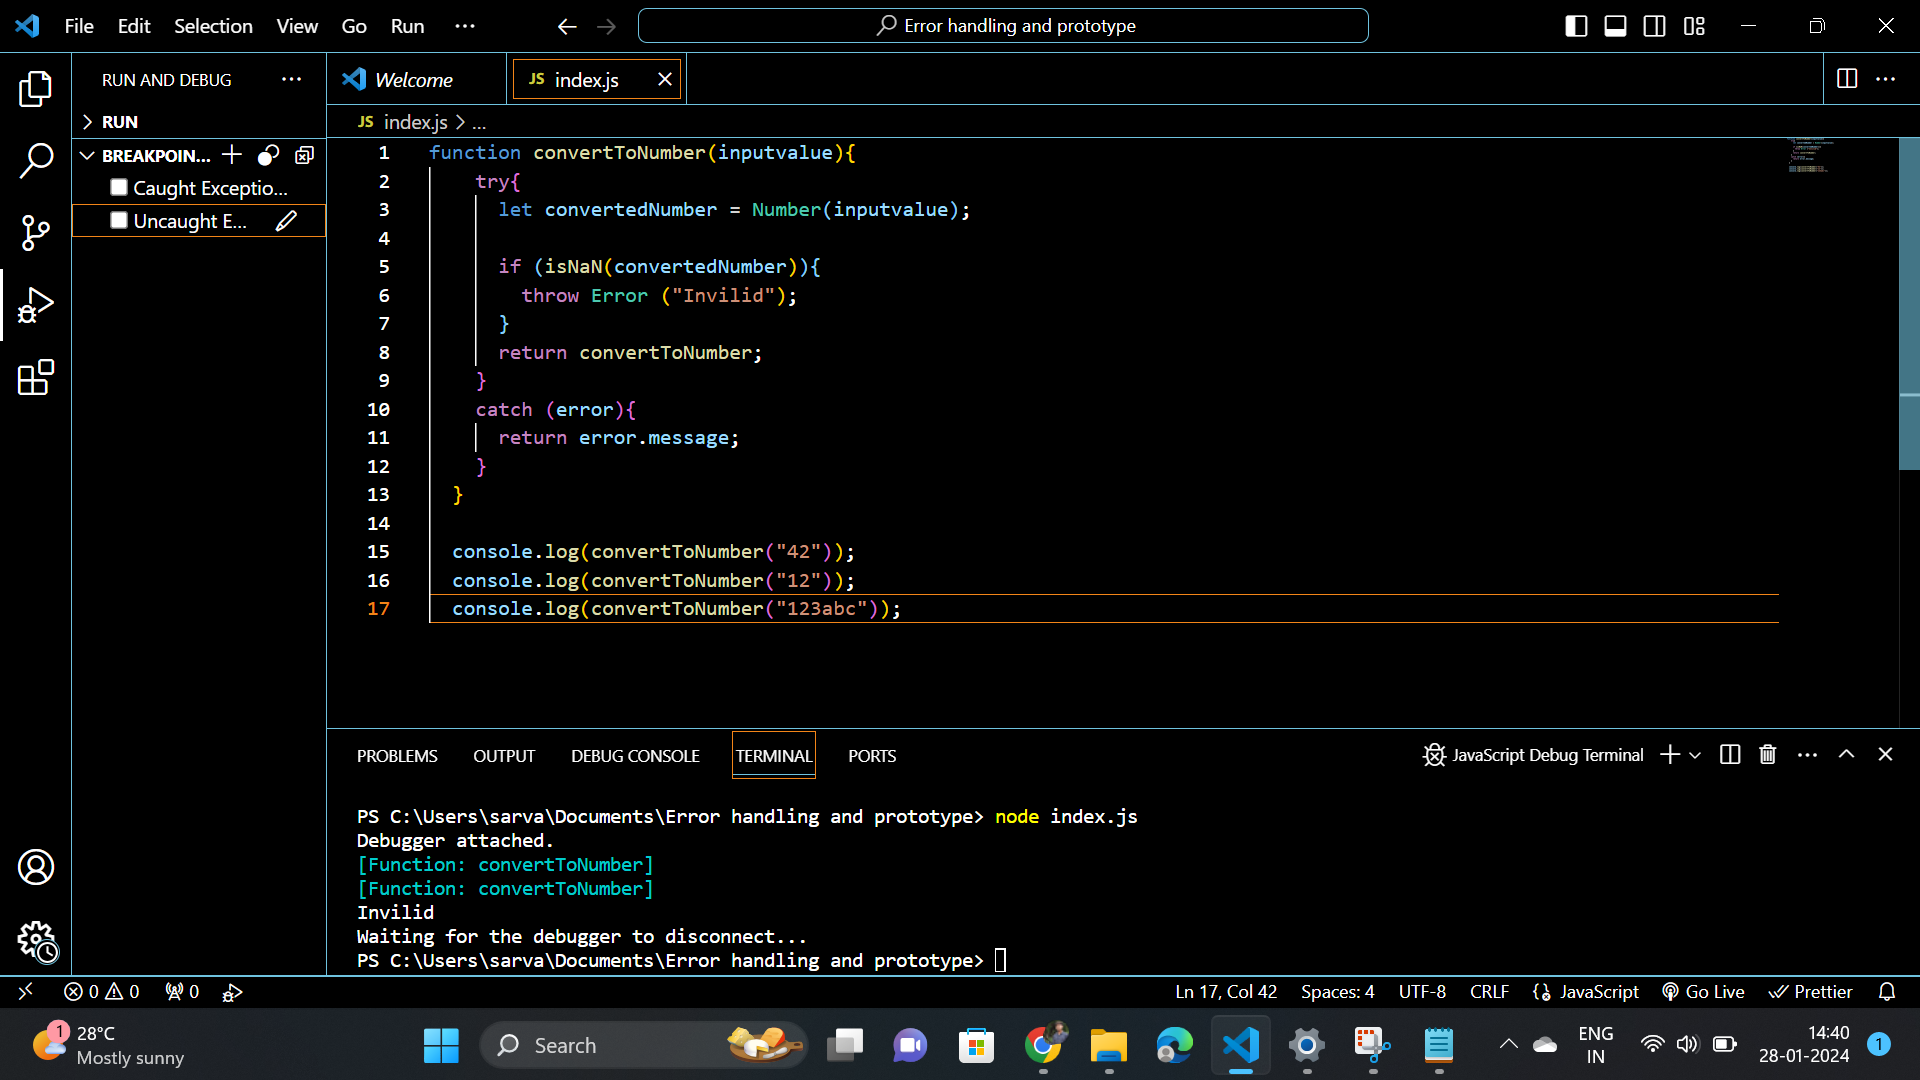 File Edit Selection View Go Run ...
Error handling and prototype
RUN AND DEBUG ...
RUN
BREAKPOIN...
Caught Exceptio...
Uncaught E...
Welcome
JS index.js
JS index.js > ...
1 function convertToNumber(inputvalue){
2 try{
3 let convertedNumber = Number(inputvalue);
4
5 if (isNaN(convertedNumber)){
6 throw Error ("Invilid");
7 }
8 return convertToNumber;
9 }
10 catch (error){
11 return error.message;
12 }
13 }
14
15 console.log(convertToNumber("42"));
16 console.log(convertToNumber("12"));
17 console.log(convertToNumber("123abc"));
PROBLEMS OUTPUT DEBUG CONSOLE TERMINAL PORTS
JavaScript Debug Terminal
PS C:\Users\sarva\Documents\Error handling and prototype> node index.js
Debugger attached.
[Function: convertToNumber]
[Function: convertToNumber]
Invilid
Waiting for the debugger to disconnect...
PS C:\Users\sarva\Documents\Error handling and prototype>
0 0 0
Ln 17, Col 42 Spaces: 4 UTF-8 CRLF JavaScript Go Live Prettier
1
28°C
Mostly sunny
Search
ENG
IN
14:40
28-01-2024
1